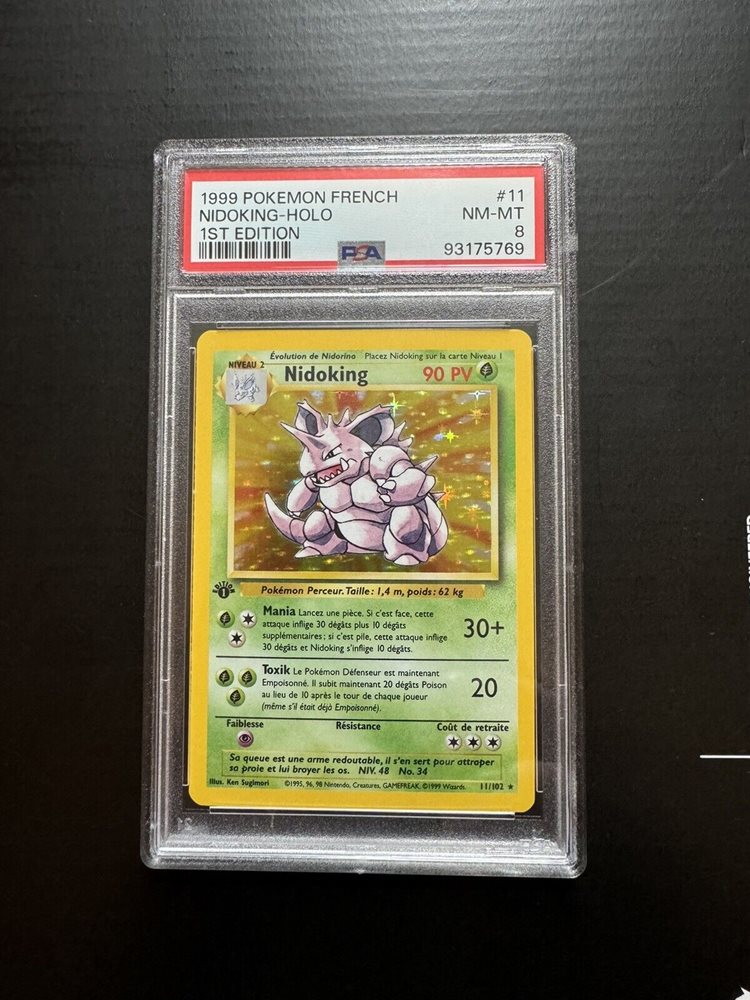 1999 POKEMON FRENCH #11
NIDOKING-HOLO NM-MT
1ST EDITION 8
PSA 93175769
Évolution de Nidorino Placez Nidoking sur la carte Niveau 1
NIVEAU 2
Nidoking 90 PV
EDITION
1
Pokémon Perceur. Taille: 1,4 m, poids: 62 kg
Mania Lancez une pièce. Si c'est face, cette
attaque inflige 30 dégâts plus 10 dégâts
supplémentaires; si c'est pile, cette attaque inflige
30 dégâts et Nidoking s'inflige 10 dégâts.
30+
Toxik Le Pokémon Défenseur est maintenant
Empoisonné. Il subit maintenant 20 dégâts Poison
au lieu de 10 après le tour de chaque joueur
(même s'il était déjà Empoisonné).
20
Faiblesse Résistance Coût de retraite
Sa queue est une arme redoutable, il s'en sert pour attraper
sa proie et lui broyer les os. NIV. 48 No. 34
Illus. Ken Sugimori ©1995, 96, 98 Nintendo, Creatures, GAMEFREAK. ©1999 Wizards. 11/102 ★